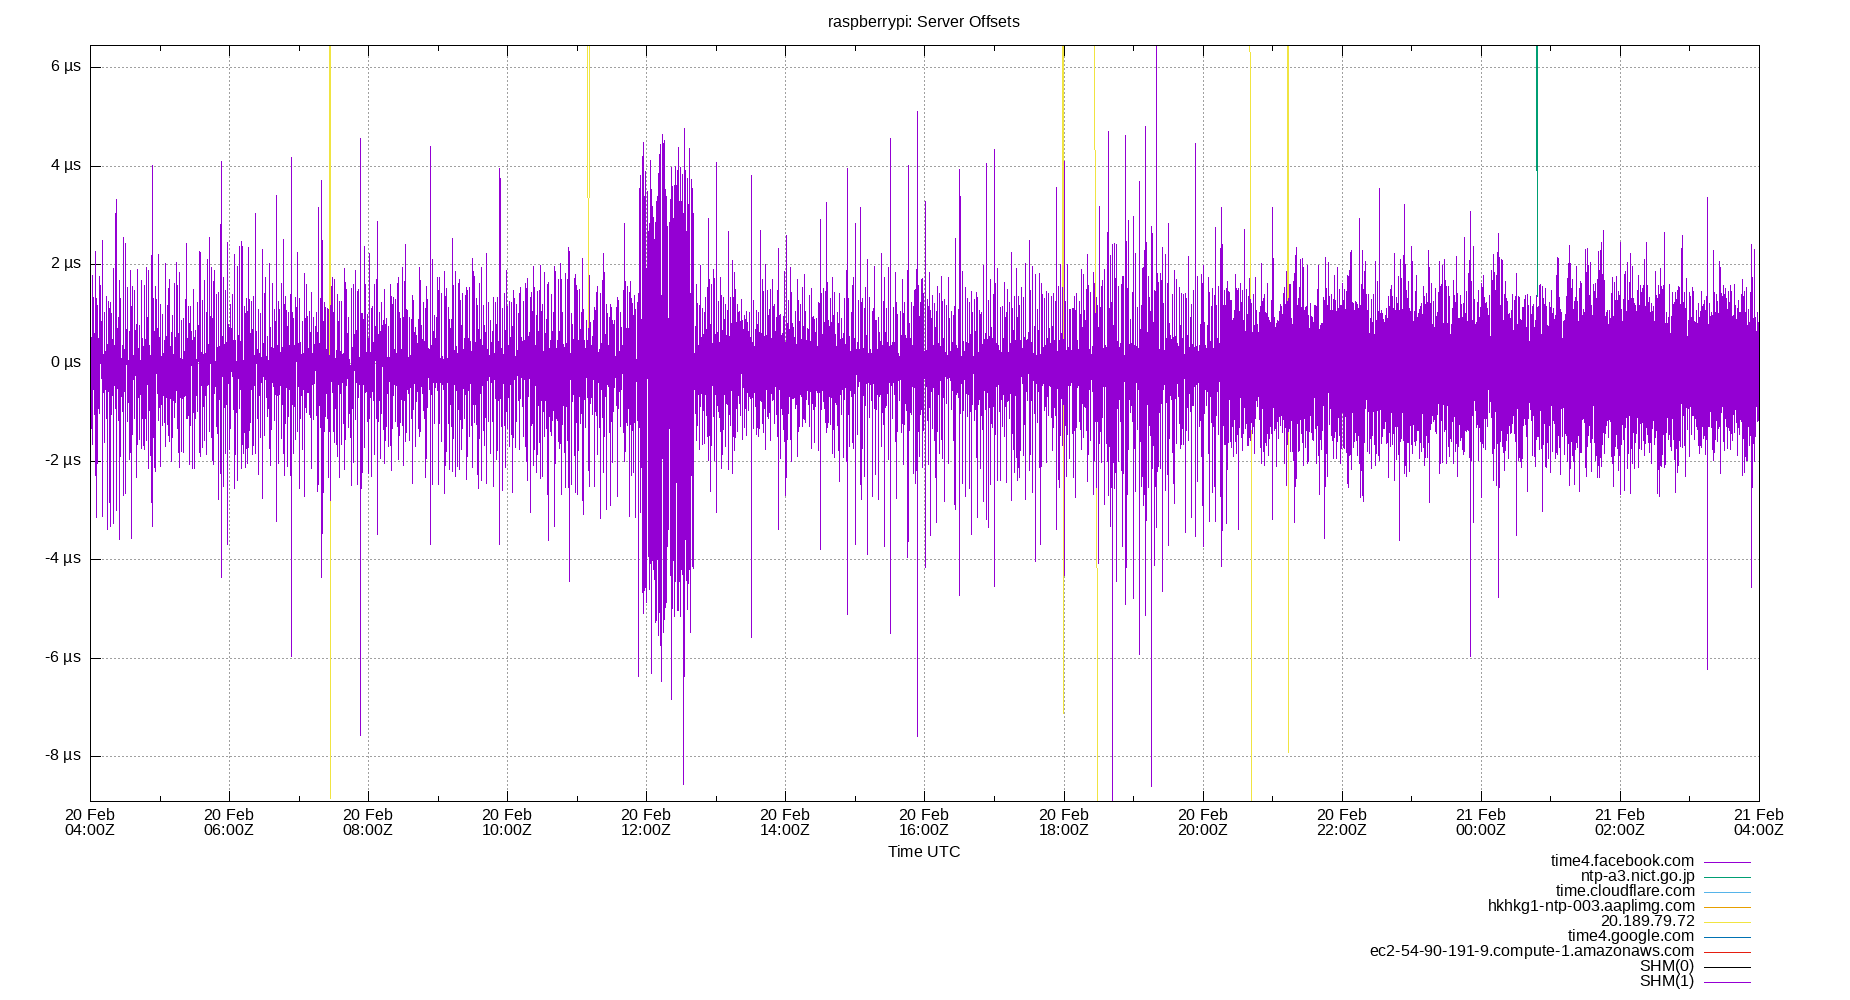 raspberrypi: Server Offsets
6 µs
4 µs
2 µs
0 µs
-2 µs
-4 µs
-6 µs
-8 µs
20 Feb 20 Feb 20 Feb 20 Feb 20 Feb 20 Feb 20 Feb 20 Feb 20 Feb 20 Feb 21 Feb 21 Feb 21 Feb
04:00Z 06:00Z 08:00Z 10:00Z 12:00Z 14:00Z 16:00Z 18:00Z 20:00Z 22:00Z 00:00Z 02:00Z 04:00Z
Time UTC
time4.facebook.com
ntp-a3.nict.go.jp
time.cloudflare.com
hkhkg1-ntp-003.aaplimg.com
20.189.79.72
time4.google.com
ec2-54-90-191-9.compute-1.amazonaws.com
SHM(0)
SHM(1)